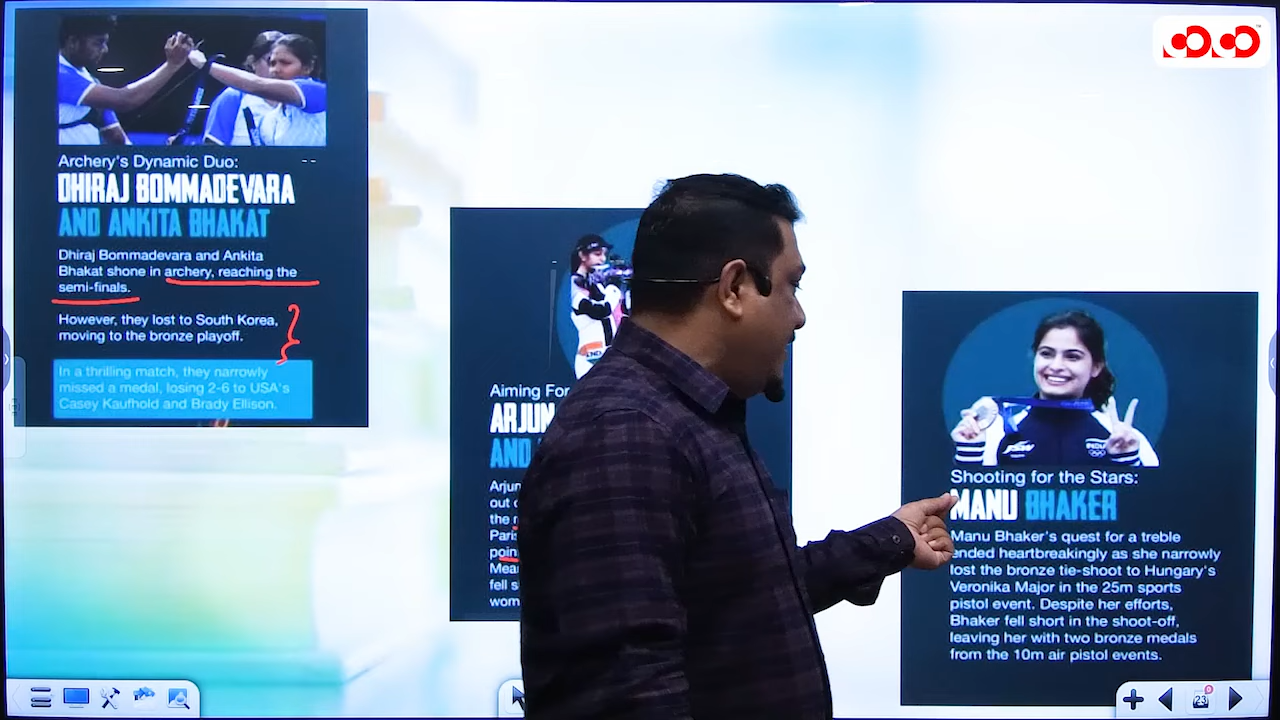 Archery's Dynamic Duo:
DHIRAJ BOMMADEVARA
AND ANKITA BHAKAT
Dhiraj Bommadevara and Ankita
Bhakat shone in archery, reaching the
semi-finals.
However, they lost to South Korea,
moving to the bronze playoff.
In a thrilling match, they narrowly
missed a medal, losing 2-6 to USA's
Casey Kaufhold and Brady Ellison.
Aiming For
ARJUN
AND
Arjun
out
the
Paris
poin
Mea
fell s
wom
Shooting for the Stars:
MANU BHAKER
Manu Bhaker's quest for a treble
ended heartbreakingly as she narrowly
lost the bronze tie-shoot to Hungary's
Veronika Major in the 25m sports
pistol event. Despite her efforts,
Bhaker fell short in the shoot-off,
leaving her with two bronze medals
from the 10m air pistol events.
23